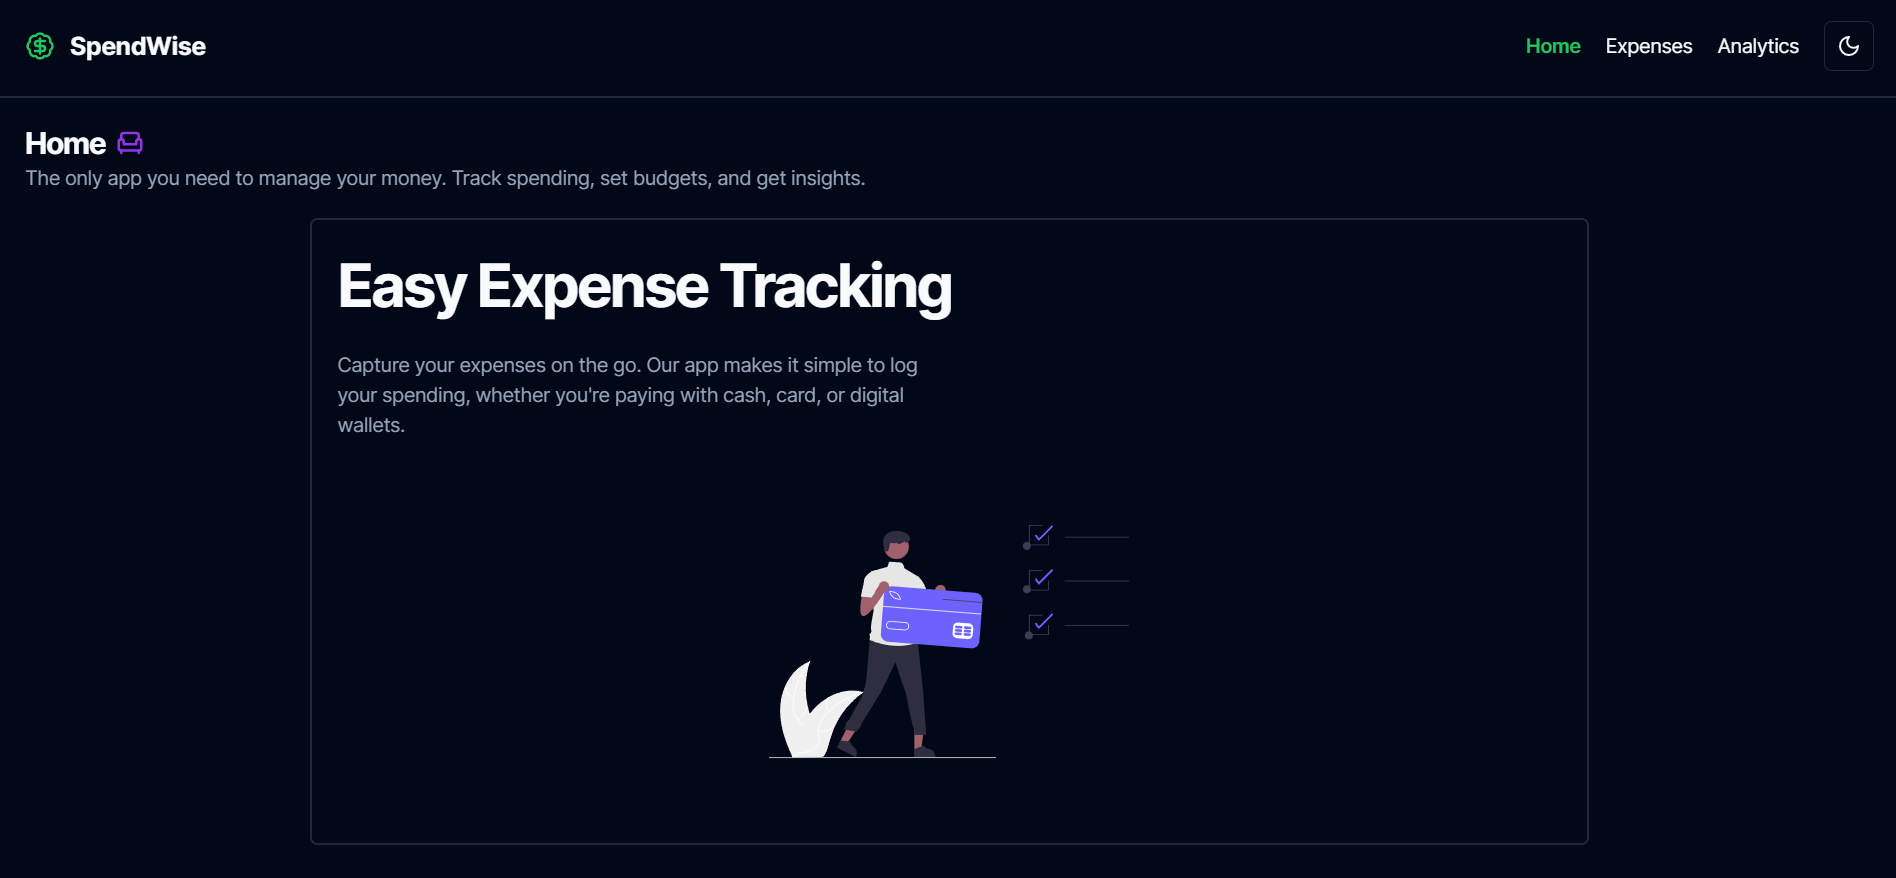 SpendWise
Home
Expenses
Analytics
Home
The only app you need to manage your money. Track spending, set budgets, and get insights.
Easy Expense Tracking
Capture your expenses on the go. Our app makes it simple to log
your spending, whether you're paying with cash, card, or digital
wallets.